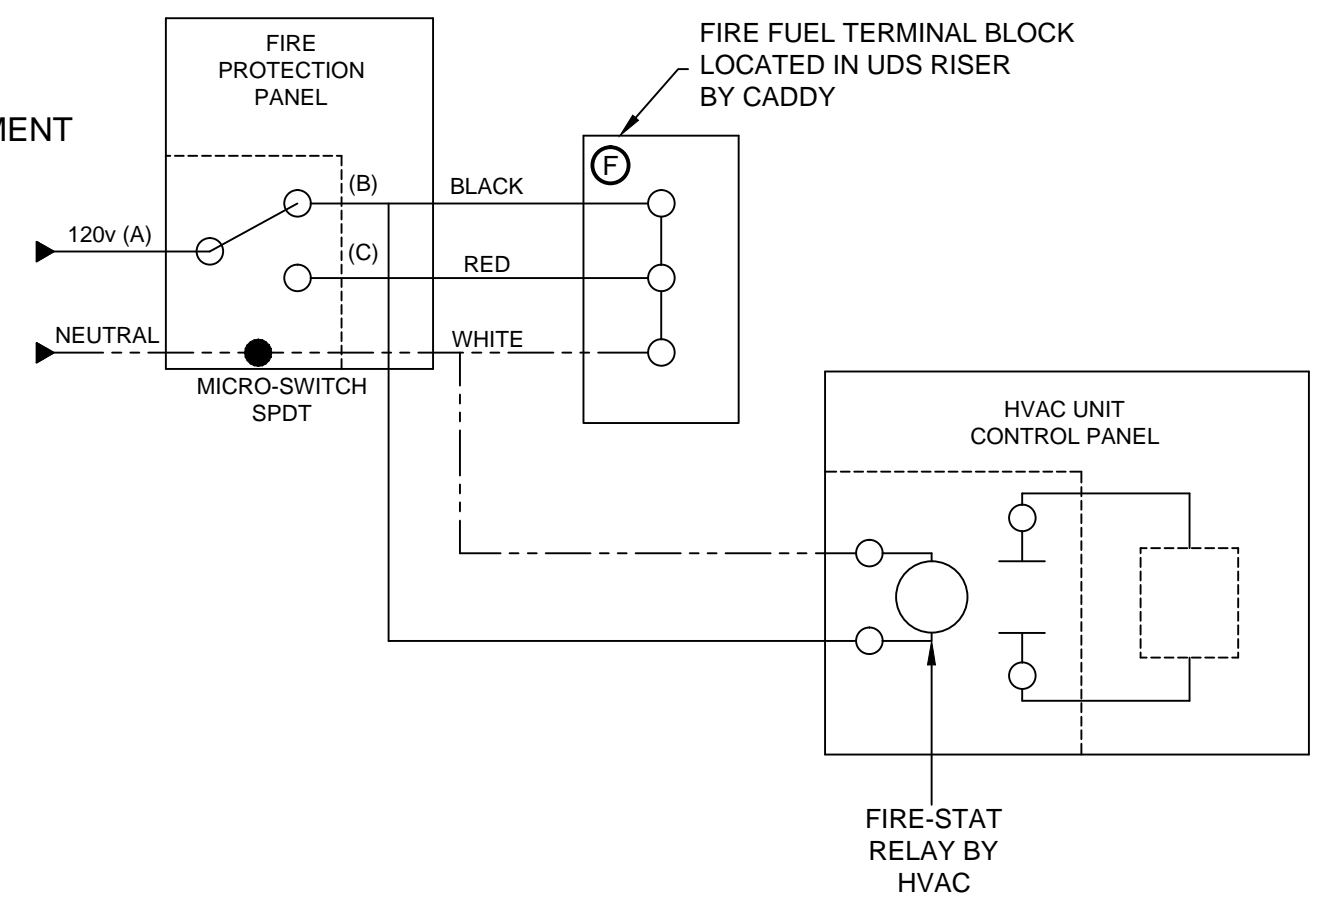 FIRE
PROTECTION
PANEL
FIRE FUEL TERMINAL BLOCK
LOCATED IN UDS RISER
BY CADDY
F
(B)
BLACK
120v (A)
(C)
RED
NEUTRAL
WHITE
MICRO-SWITCH
SPDT
HVAC UNIT
CONTROL PANEL
FIRE-STAT
RELAY BY
HVAC